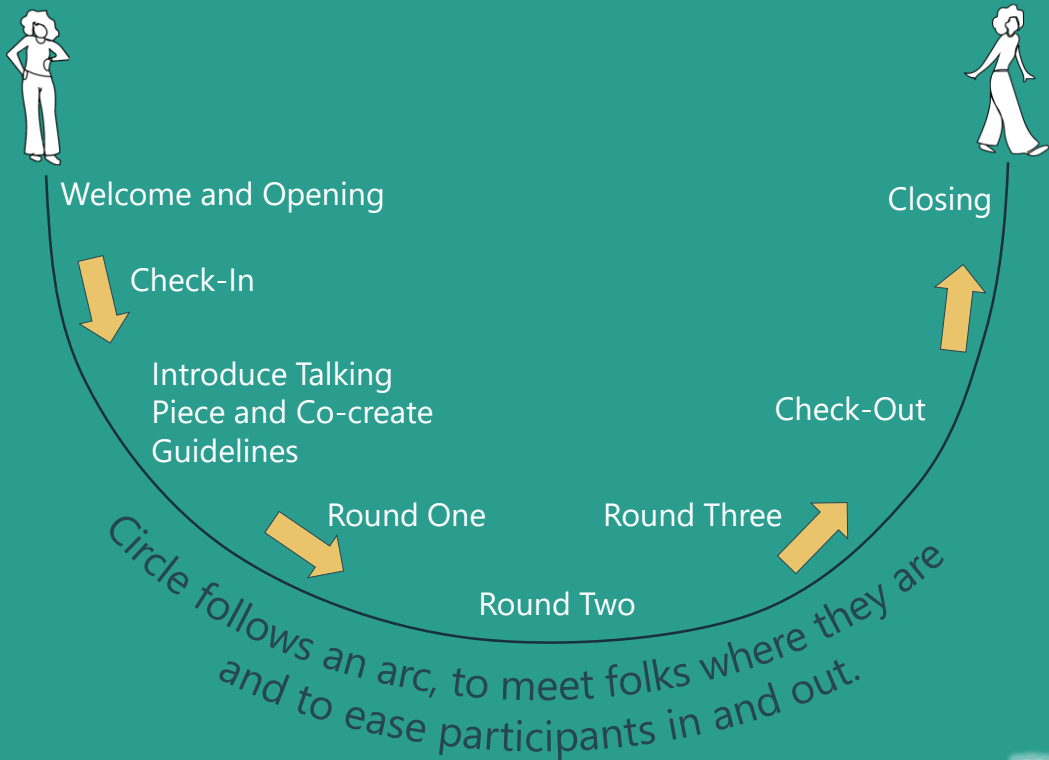 Welcome and Opening
Check-In
Introduce Talking
Piece and Co-create
Guidelines
Round One
Round Two
Round Three
Check-Out
Closing
Circle follows an arc, to meet folks where they are
and to ease participants in and out.